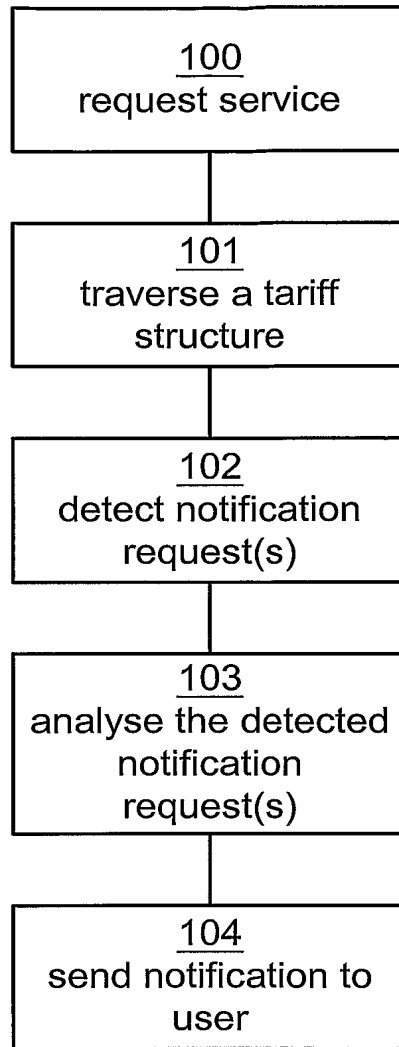 100
request service
101
traverse a tariff
structure
102
detect notification
request(s)
103
analyse the detected
notification
request(s)
104
send notification to
user